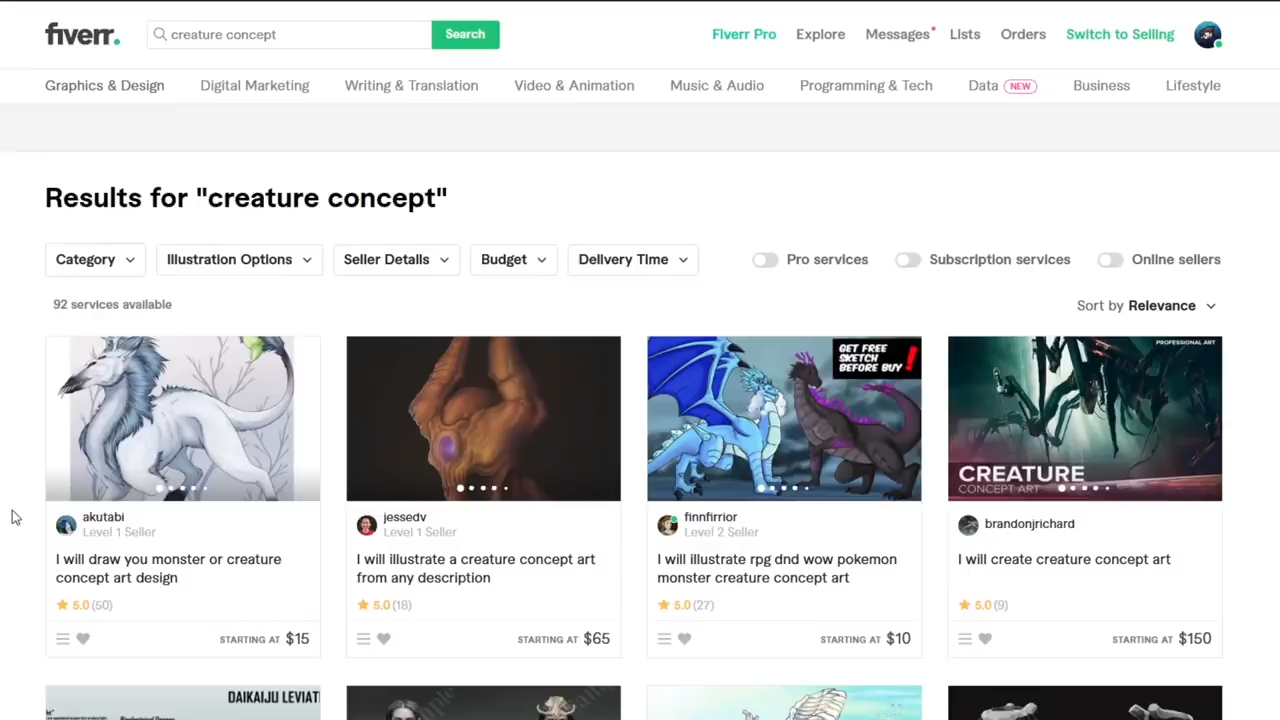 fiverr.
creature concept
Search
Fiverr Pro
Explore
Messages
Lists
Orders
Switch to Selling
Graphics & Design
Digital Marketing
Writing & Translation
Video & Animation
Music & Audio
Programming & Tech
Data NEW
Business
Lifestyle
Results for "creature concept"
Category
Illustration Options
Seller Details
Budget
Delivery Time
Pro services
Subscription services
Online sellers
92 services available
Sort by Relevance
GET FREE
SKETCH
BEFORE BUY !
PROFESSIONAL ART
CREATURE
CONCEPT ART
akutabi
Level 1 Seller
I will draw you monster or creature
concept art design
5.0 (50)
STARTING AT $15
jessedv
Level 1 Seller
I will illustrate a creature concept art
from any description
5.0 (18)
STARTING AT $65
finnfirrior
Level 2 Seller
I will illustrate rpg dnd wow pokemon
monster creature concept art
5.0 (27)
STARTING AT $10
brandonjrichard
I will create creature concept art
5.0 (9)
STARTING AT $150
DAIKAIJU